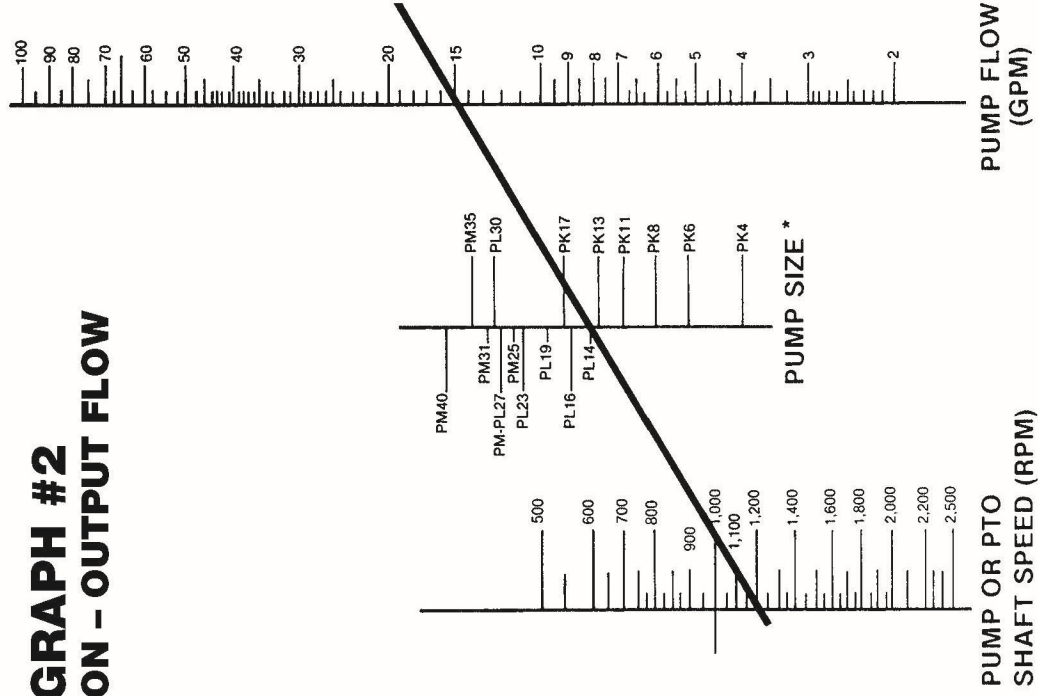 GRAPH #2
ON – OUTPUT FLOW
100
90
80
70
60
50
40
30
20
15
10
9
8
7
6
5
4
3
2
PUMP FLOW
(GPM)
PM40
PM35
PM31
PL30
PM-PL27
PM25
PL23
PL19
PK17
PL16
PL14
PK13
PK11
PK8
PK6
PK4
PUMP SIZE *
500
600
700
800
900
1,000
1,100
1,200
1,400
1,600
1,800
2,000
2,200
2,500
PUMP OR PTO
SHAFT SPEED (RPM)